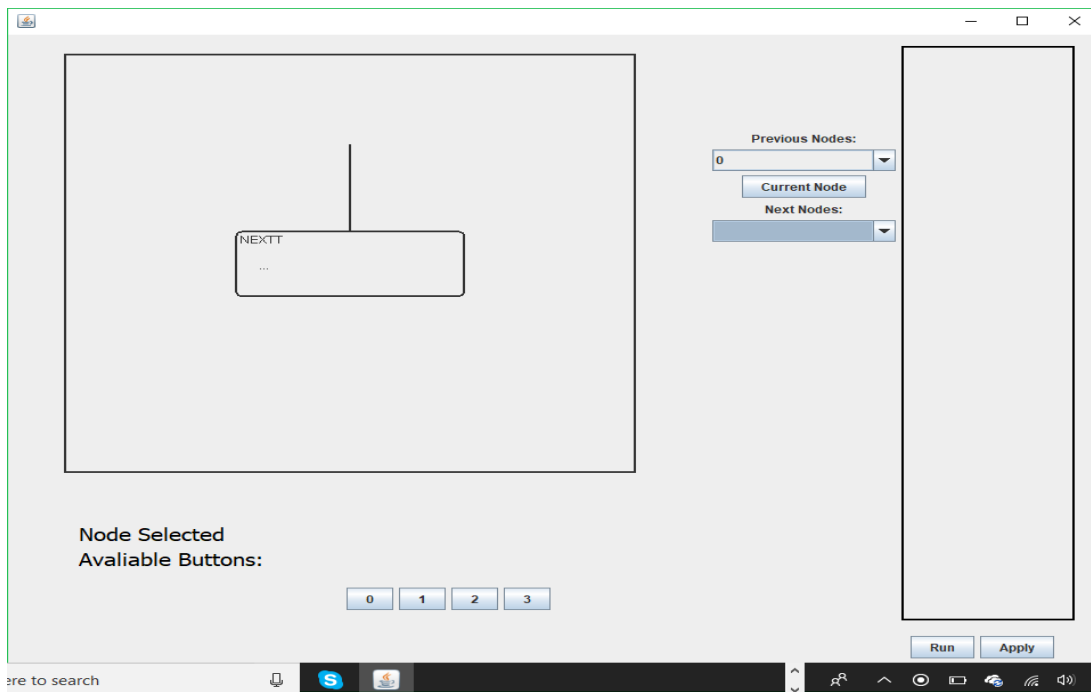 Previous Nodes:
0
Current Node
Next Nodes:
NEXTT
...
Node Selected
Avaliable Buttons:
0 1 2 3
Run Apply
ere to search